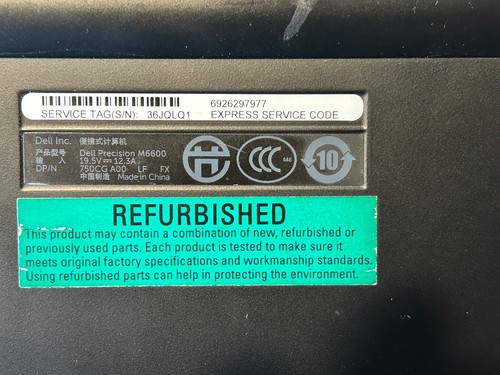 SERVICE TAG(S/N): 36JQLQ1
6926297977
EXPRESS SERVICE CODE
Dell Inc. 便携式计算机
产品型号 Dell Precision M6600
输 入 19.5V⎓12.3A
DP/N 750CG A00 LF FX
中国制造 Made in China
CCC
S&E
10
REFURBISHED
This product may contain a combination of new, refurbished or
previously used parts. Each product is tested to make sure it
meets original factory specifications and workmanship standards.
Using refurbished parts can help in protecting the environment.